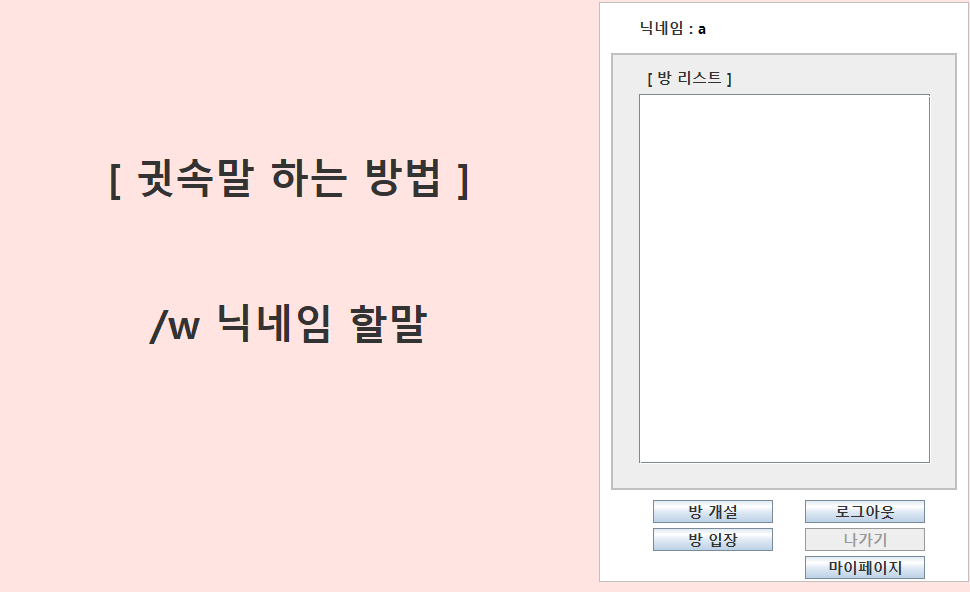 [ 귓속말 하는 방법 ]
/w 닉네임 할말
닉네임 : a
[ 방 리스트 ]
방 개설
로그아웃
방 입장
나가기
마이페이지